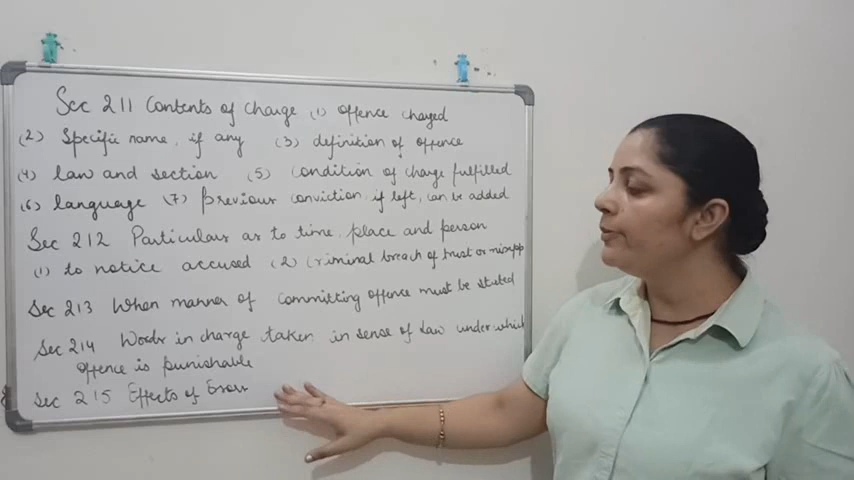 Sec 211 Contents of charge (1) offence charged
(2) Specific name, if any (3) definition of offence
(4) law and section (5) condition of charge fulfilled
(6) language (7) Previous conviction, if left, can be added
Sec 212 Particulars as to time, place and person
(1) to notice accused (2) Criminal breach of trust or misapp
Sec 213 When manner of committing offence must be stated
Sec 214 Words in charge taken in sense of law under which
offence is punishable
Sec 215 Effects of Error